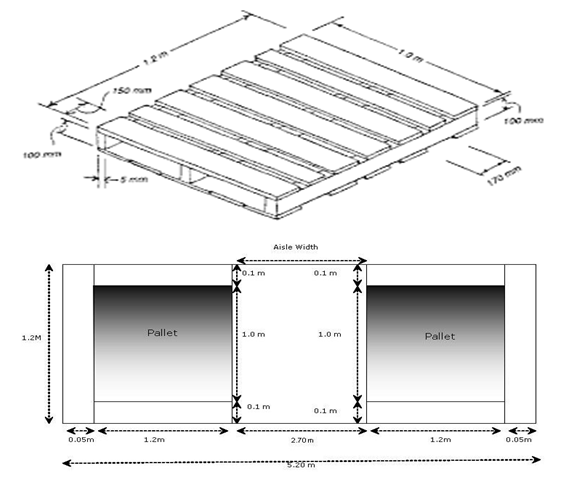 1.2 m
1.0 m
150 mm
100 mm
100 mm
5 mm
170 mm
Aisle Width
0.1 m
0.1 m
1.2M
Pallet
1.0 m
1.0 m
Pallet
0.1 m
0.1 m
0.05m
1.2m
2.70m
1.2m
0.05m
5.20 m